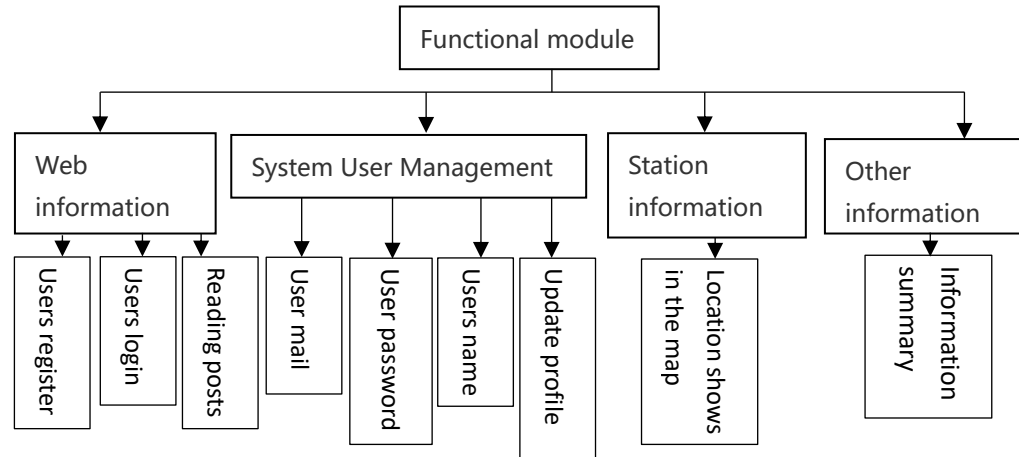 Functional module
Web
information
System User Management
Station
information
Other
information
Users register
Users login
Reading posts
User mail
User password
Users name
Update profile
Location shows
in the map
Information
summary